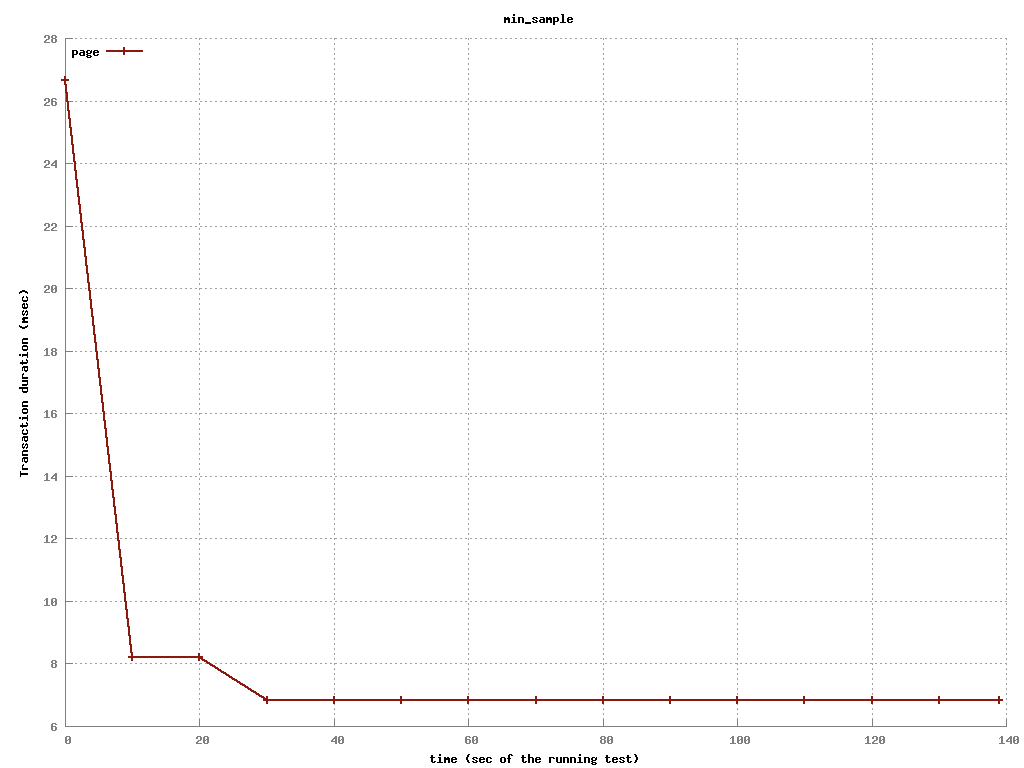 min_sample
page
28
26
24
22
20
18
16
14
12
10
8
6
Transaction duration (msec)
0 20 40 60 80 100 120 140
time (sec of the running test)